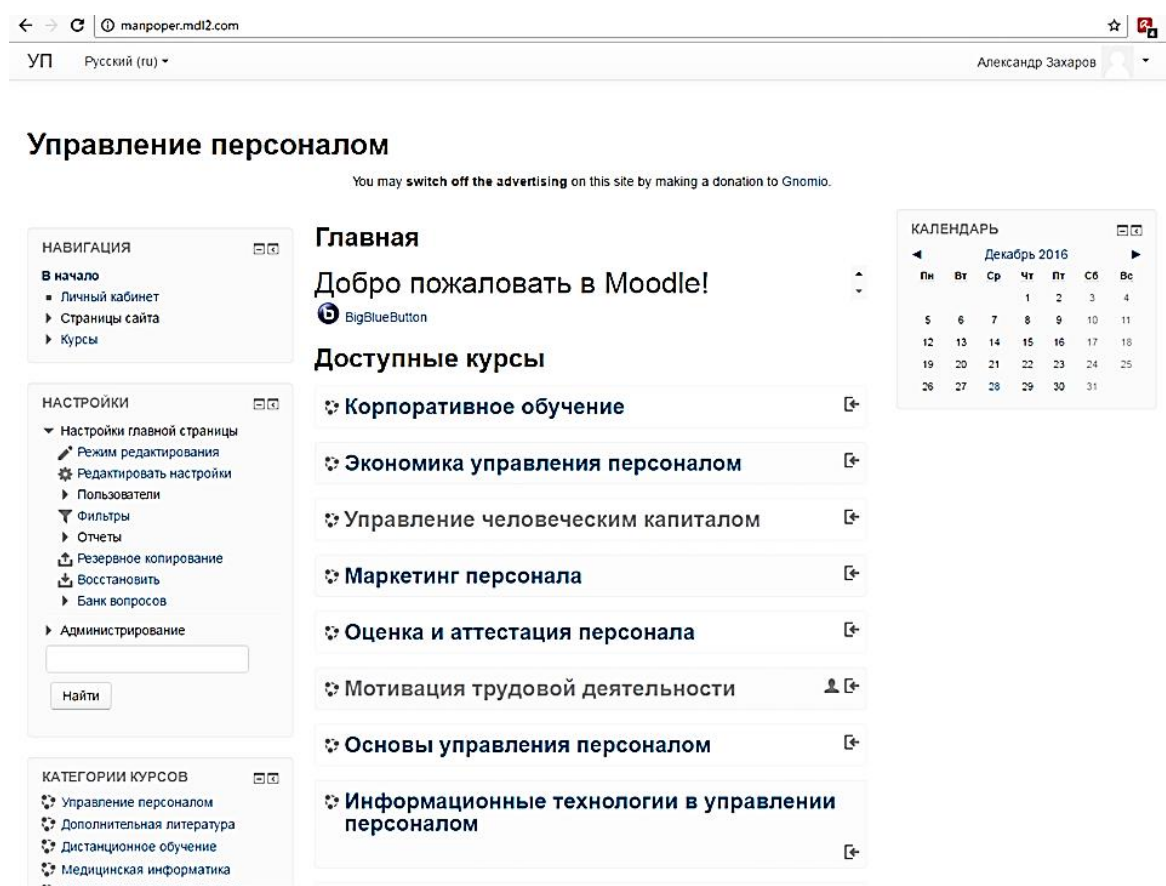 manpoper.mdl2.com
УП Русский (ru) Александр Захаров
Управление персоналом
You may switch off the advertising on this site by making a donation to Gnomio.
НАВИГАЦИЯ
В начало
Личный кабинет
Страницы сайта
Курсы
НАСТРОЙКИ
Настройки главной страницы
Режим редактирования
Редактировать настройки
Пользователи
Фильтры
Отчеты
Резервное копирование
Восстановить
Банк вопросов
Администрирование
Найти
КАТЕГОРИИ КУРСОВ
Управление персоналом
Дополнительная литература
Дистанционное обучение
Медицинская информатика
Главная
Добро пожаловать в Moodle!
b BigBlueButton
Доступные курсы
Корпоративное обучение
Экономика управления персоналом
Управление человеческим капиталом
Маркетинг персонала
Оценка и аттестация персонала
Мотивация трудовой деятельности
Основы управления персоналом
Информационные технологии в управлении
персоналом
КАЛЕНДАРЬ
Декабрь 2016
Пн Вт Ср Чт Пт Сб Вс
1 2 3 4
5 6 7 8 9 10 11
12 13 14 15 16 17 18
19 20 21 22 23 24 25
26 27 28 29 30 31